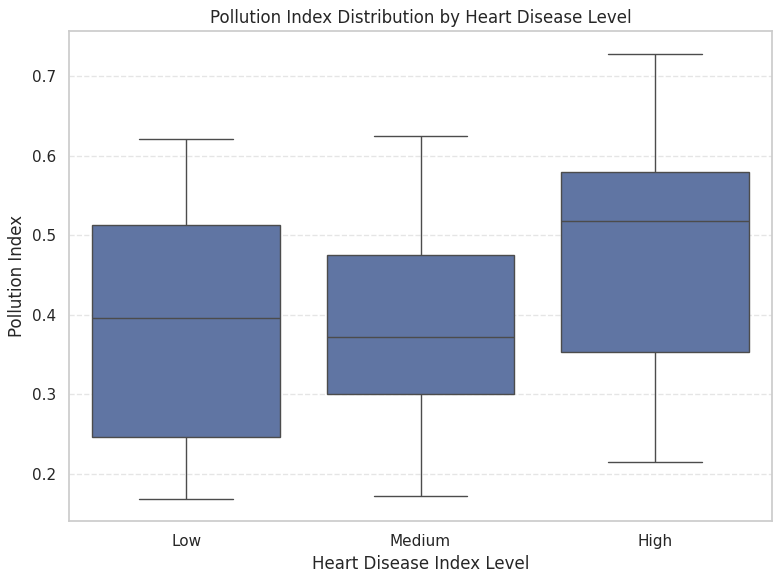 Pollution Index Distribution by Heart Disease Level
0.7
0.6
0.5
0.4
0.3
0.2
Pollution Index
Low
Medium
High
Heart Disease Index Level